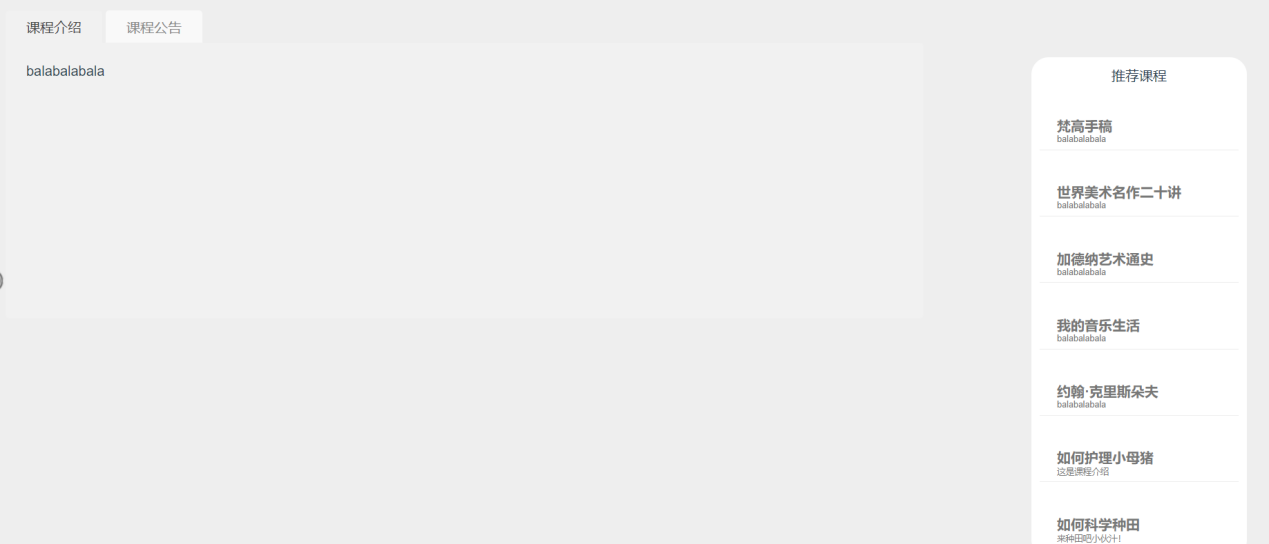 课程介绍
课程公告
balabalabala
推荐课程
梵高手稿
balabalabala
世界美术名作二十讲
balabalabala
加德纳艺术通史
balabalabala
我的音乐生活
balabalabala
约翰·克里斯朵夫
balabalabala
如何护理小母猪
这是课程介绍
如何科学种田
来种田吧小伙汁！